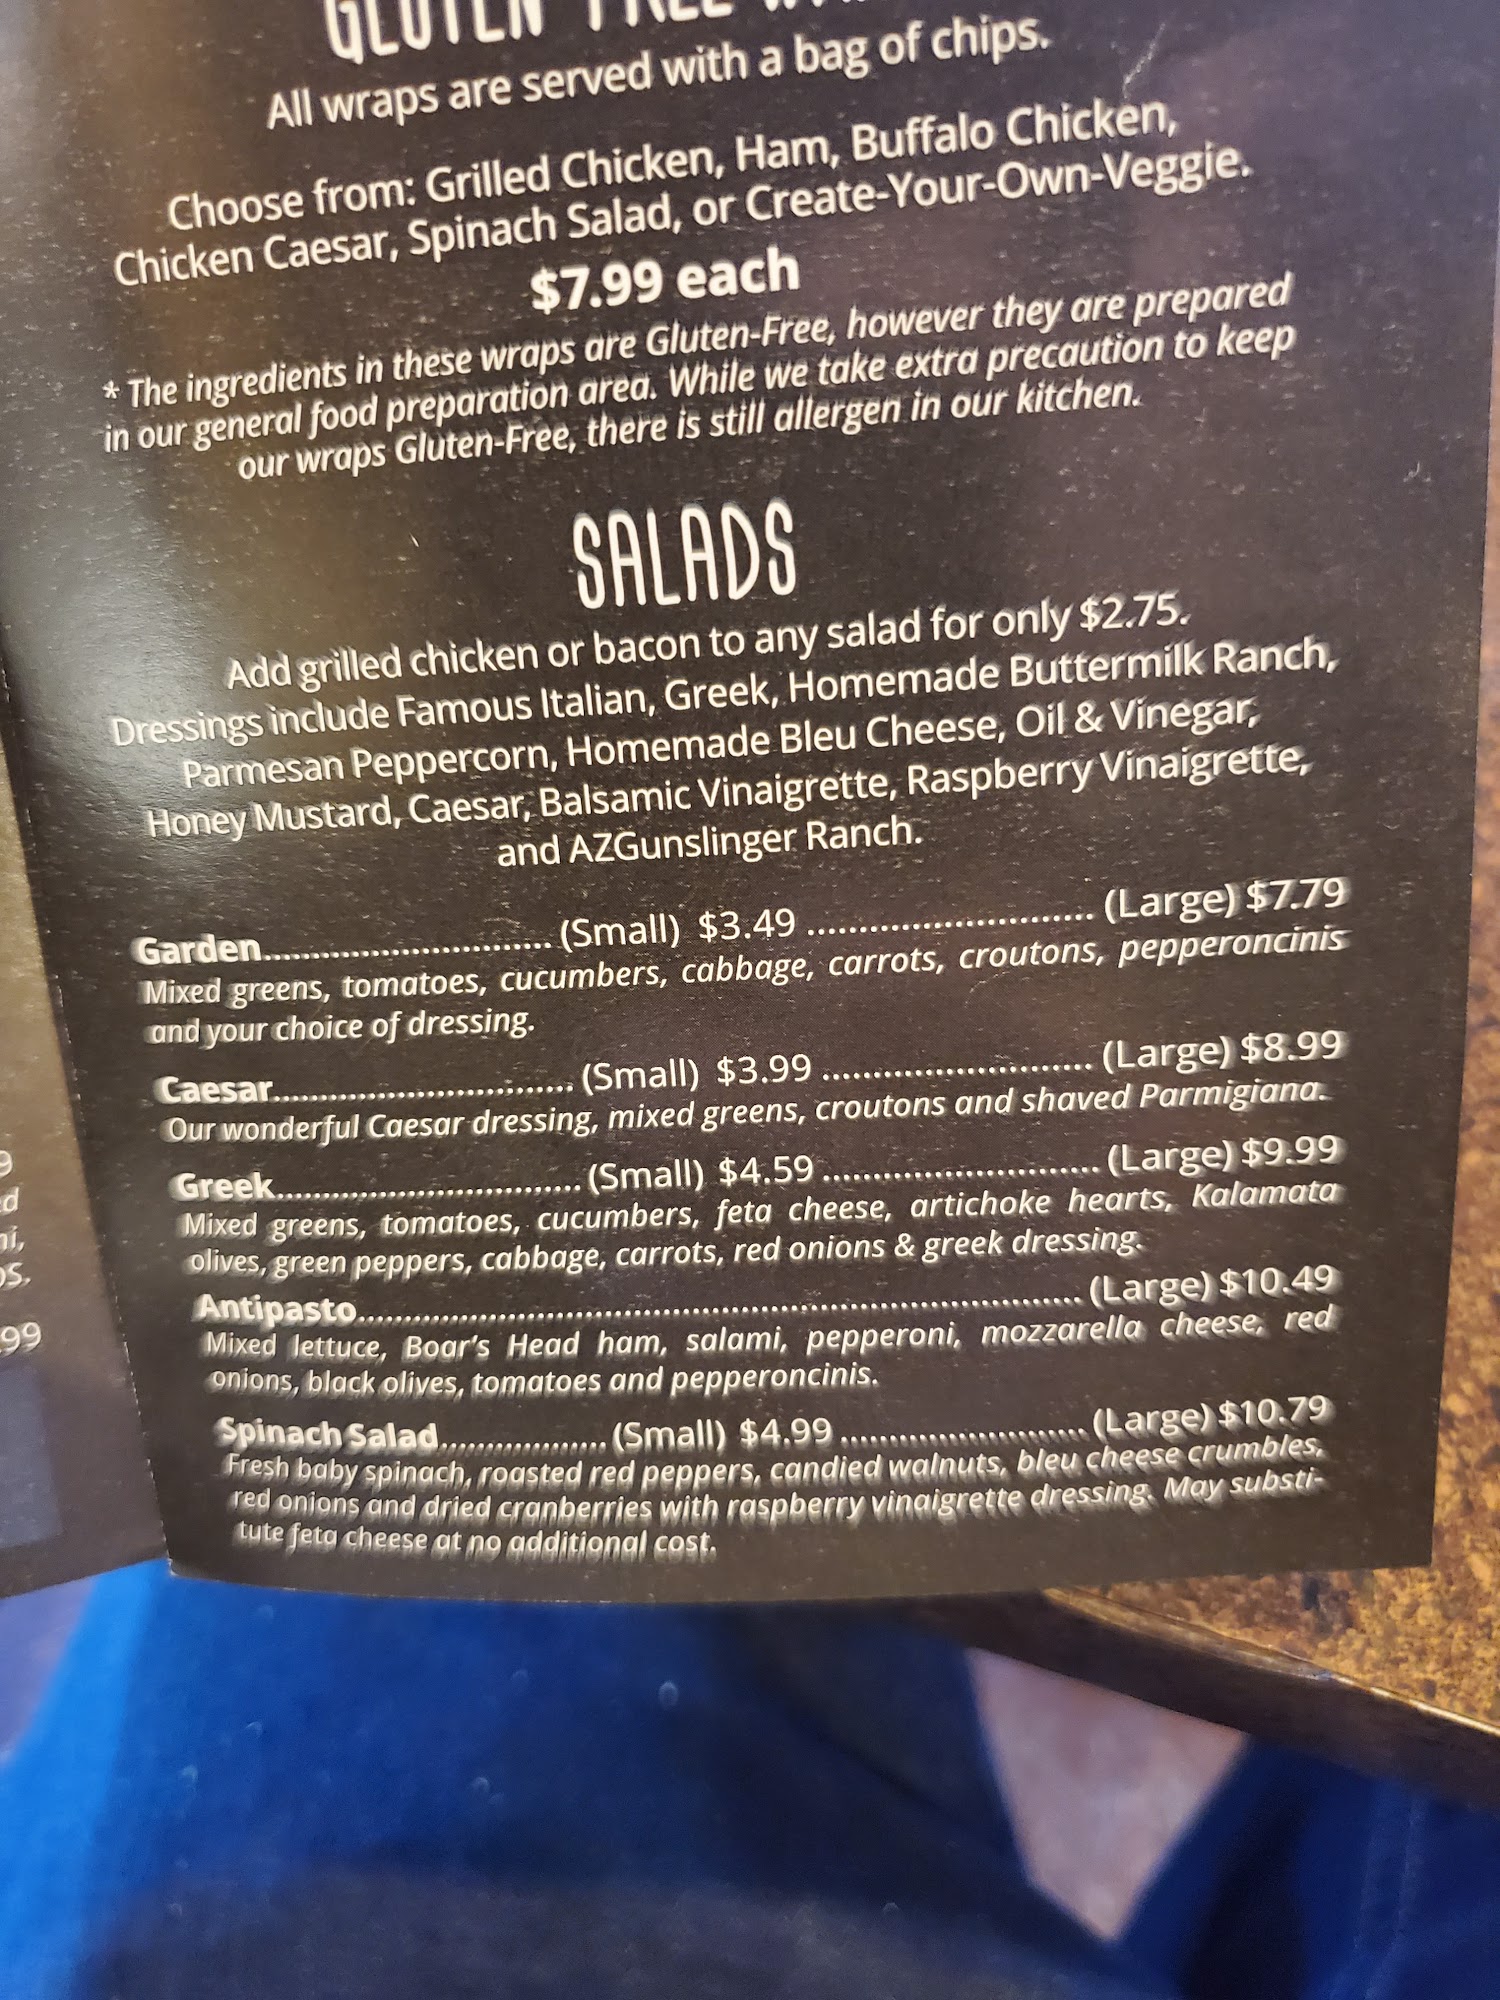 GLUTEN FREE
All wraps are served with a bag of chips.
Choose from: Grilled Chicken, Ham, Buffalo Chicken,
Chicken Caesar, Spinach Salad, or Create-Your-Own-Veggie.
$7.99 each
* The ingredients in these wraps are Gluten-Free, however they are prepared
in our general food preparation area. While we take extra precaution to keep
our wraps Gluten-Free, there is still allergen in our kitchen.
SALADS
Add grilled chicken or bacon to any salad for only $2.75.
Dressings include Famous Italian, Greek, Homemade Buttermilk Ranch,
Parmesan Peppercorn, Homemade Bleu Cheese, Oil & Vinegar,
Honey Mustard, Caesar, Balsamic Vinaigrette, Raspberry Vinaigrette,
and AZGunslinger Ranch.
Garden............................ (Small) $3.49 ........................... (Large) $7.79
Mixed greens, tomatoes, cucumbers, cabbage, carrots, croutons, pepperoncinis
and your choice of dressing.
Caesar............................... (Small) $3.99 ........................... (Large) $8.99
Our wonderful Caesar dressing, mixed greens, croutons and shaved Parmigiana.
Greek............................... (Small) $4.59 ........................... (Large) $9.99
Mixed greens, tomatoes, cucumbers, feta cheese, artichoke hearts, Kalamata
olives, green peppers, cabbage, carrots, red onions & greek dressing.
Antipasto........................................................................... (Large) $10.49
Mixed lettuce, Boar's Head ham, salami, pepperoni, mozzarella cheese, red
onions, black olives, tomatoes and pepperoncinis.
Spinach Salad.................. (Small) $4.99 .......................... (Large) $10.79
Fresh baby spinach, roasted red peppers, candied walnuts, bleu cheese crumbles,
red onions and dried cranberries with raspberry vinaigrette dressing. May substi-
tute feta cheese at no additional cost.
99